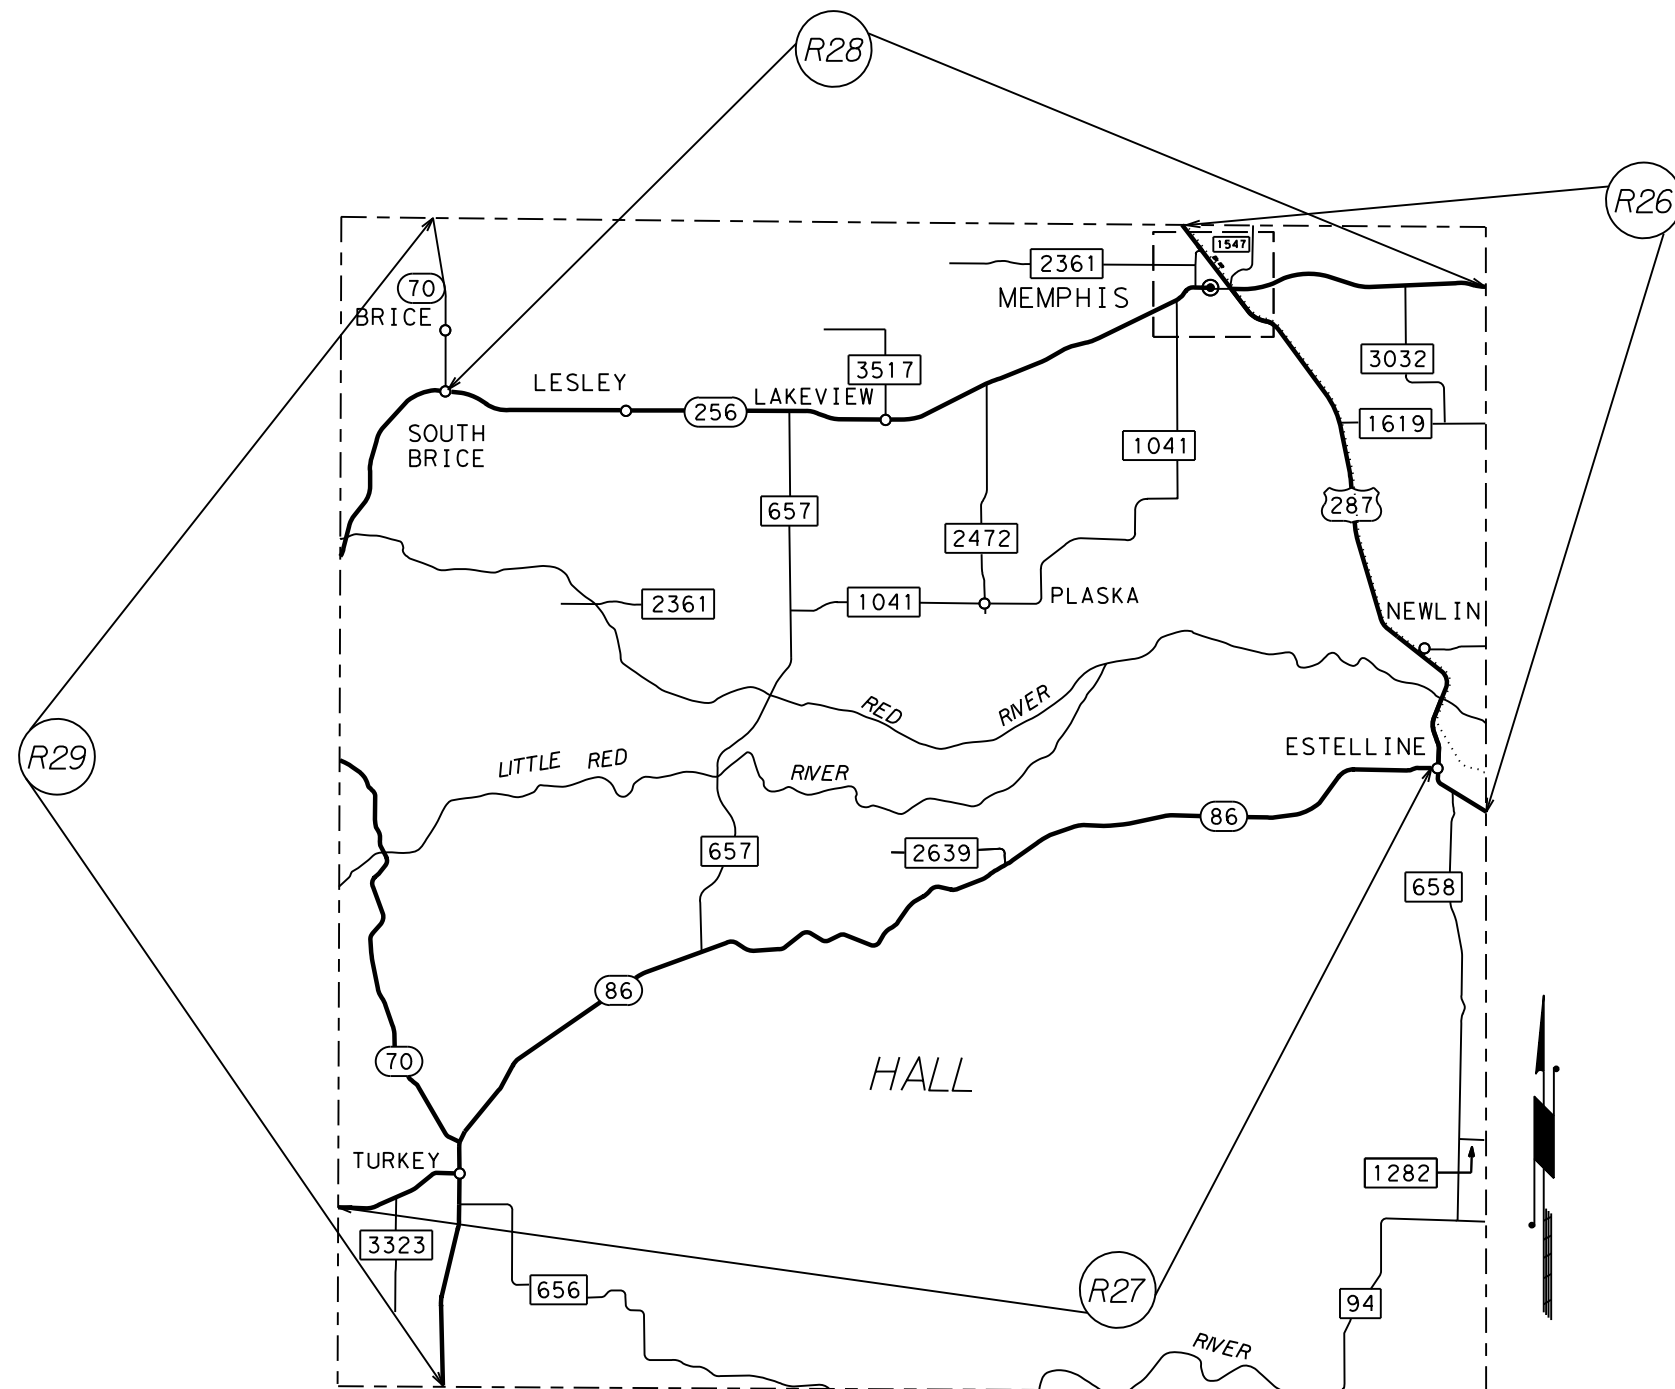 R28
R26
1547
2361
70
MEMPHIS
BRICE
3032
3517
LESLEY
LAKEVIEW
256
1619
SOUTH
BRICE
1041
287
657
2472
PLASKA
2361
1041
NEWLIN
RED
RIVER
ESTELLINE
R29
LITTLE RED
RIVER
86
657
2639
658
86
70
HALL
TURKEY
1282
3323
656
R27
94
RIVER